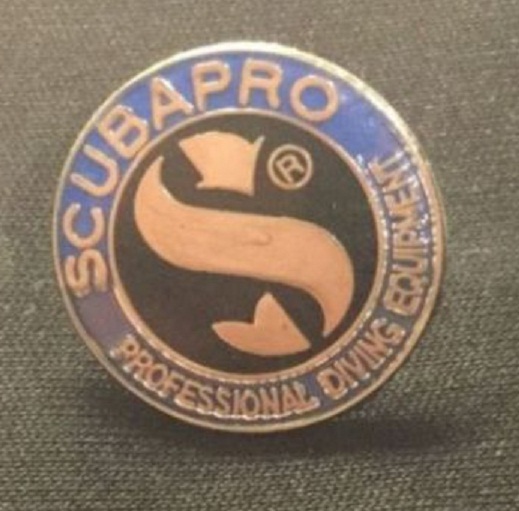 SCUBAPRO
S®
PROFESSIONAL DIVING EQUIPMENT